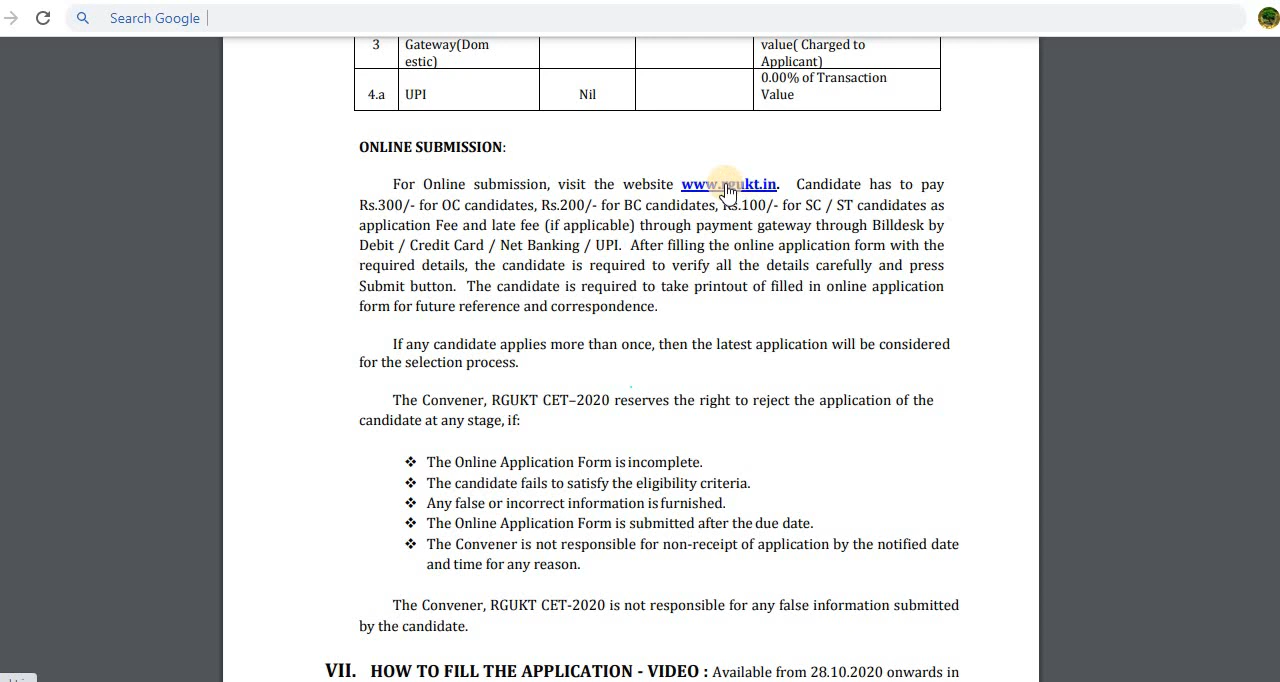 Search Google
3 Gateway(Dom value( Charged to
estic) Applicant)
0.00% of Transaction
4.a UPI Nil Value
ONLINE SUBMISSION:
For Online submission, visit the website www.rgukt.in. Candidate has to pay
Rs.300/- for OC candidates, Rs.200/- for BC candidates, Rs.100/- for SC / ST candidates as
application Fee and late fee (if applicable) through payment gateway through Billdesk by
Debit / Credit Card / Net Banking / UPI. After filling the online application form with the
required details, the candidate is required to verify all the details carefully and press
Submit button. The candidate is required to take printout of filled in online application
form for future reference and correspondence.
If any candidate applies more than once, then the latest application will be considered
for the selection process.
The Convener, RGUKT CET–2020 reserves the right to reject the application of the
candidate at any stage, if:
❖ The Online Application Form is incomplete.
❖ The candidate fails to satisfy the eligibility criteria.
❖ Any false or incorrect information is furnished.
❖ The Online Application Form is submitted after the due date.
❖ The Convener is not responsible for non-receipt of application by the notified date
and time for any reason.
The Convener, RGUKT CET-2020 is not responsible for any false information submitted
by the candidate.
VII. HOW TO FILL THE APPLICATION - VIDEO : Available from 28.10.2020 onwards in